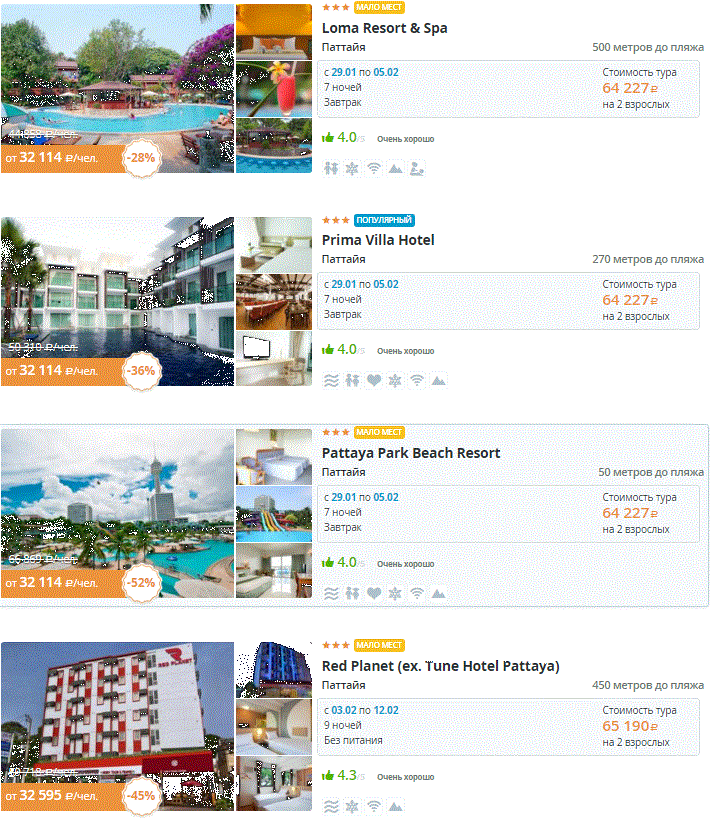 МАЛО МЕСТ
Loma Resort & Spa
Паттайя
500 метров до пляжа
с 29.01 по 05.02
7 ночей
Завтрак
Стоимость тура
64 227 ₽
на 2 взрослых
4.0/5 Очень хорошо
от 32 114 ₽/чел.
-28%
ПОПУЛЯРНЫЙ
Prima Villa Hotel
Паттайя
270 метров до пляжа
с 29.01 по 05.02
7 ночей
Завтрак
Стоимость тура
64 227 ₽
на 2 взрослых
4.0/5 Очень хорошо
50 310 ₽/чел.
от 32 114 ₽/чел.
-36%
МАЛО МЕСТ
Pattaya Park Beach Resort
Паттайя
50 метров до пляжа
с 29.01 по 05.02
7 ночей
Завтрак
Стоимость тура
64 227 ₽
на 2 взрослых
4.0/5 Очень хорошо
66 869 ₽/чел.
от 32 114 ₽/чел.
-52%
МАЛО МЕСТ
Red Planet (ex. Tune Hotel Pattaya)
Паттайя
450 метров до пляжа
с 03.02 по 12.02
9 ночей
Без питания
Стоимость тура
65 190 ₽
на 2 взрослых
4.3/5 Очень хорошо
RED PLANET
от 32 595 ₽/чел.
-45%